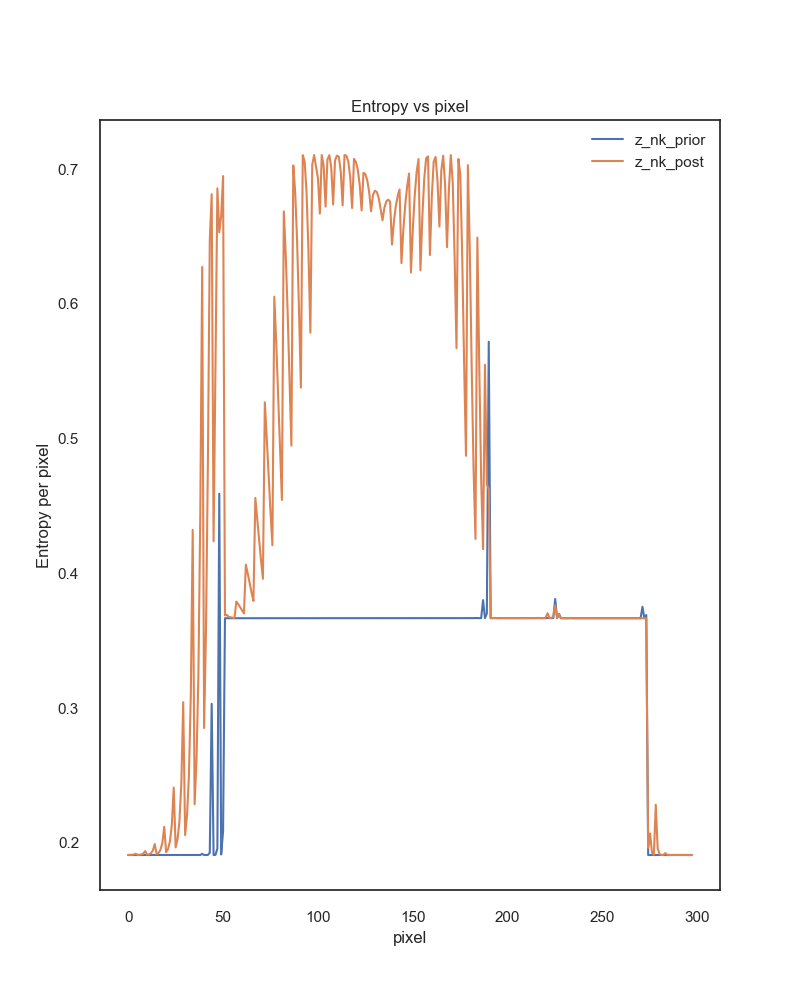 Entropy vs pixel
z_nk_prior
z_nk_post
0.7
0.6
0.5
0.4
0.3
0.2
Entropy per pixel
0 50 100 150 200 250 300
pixel